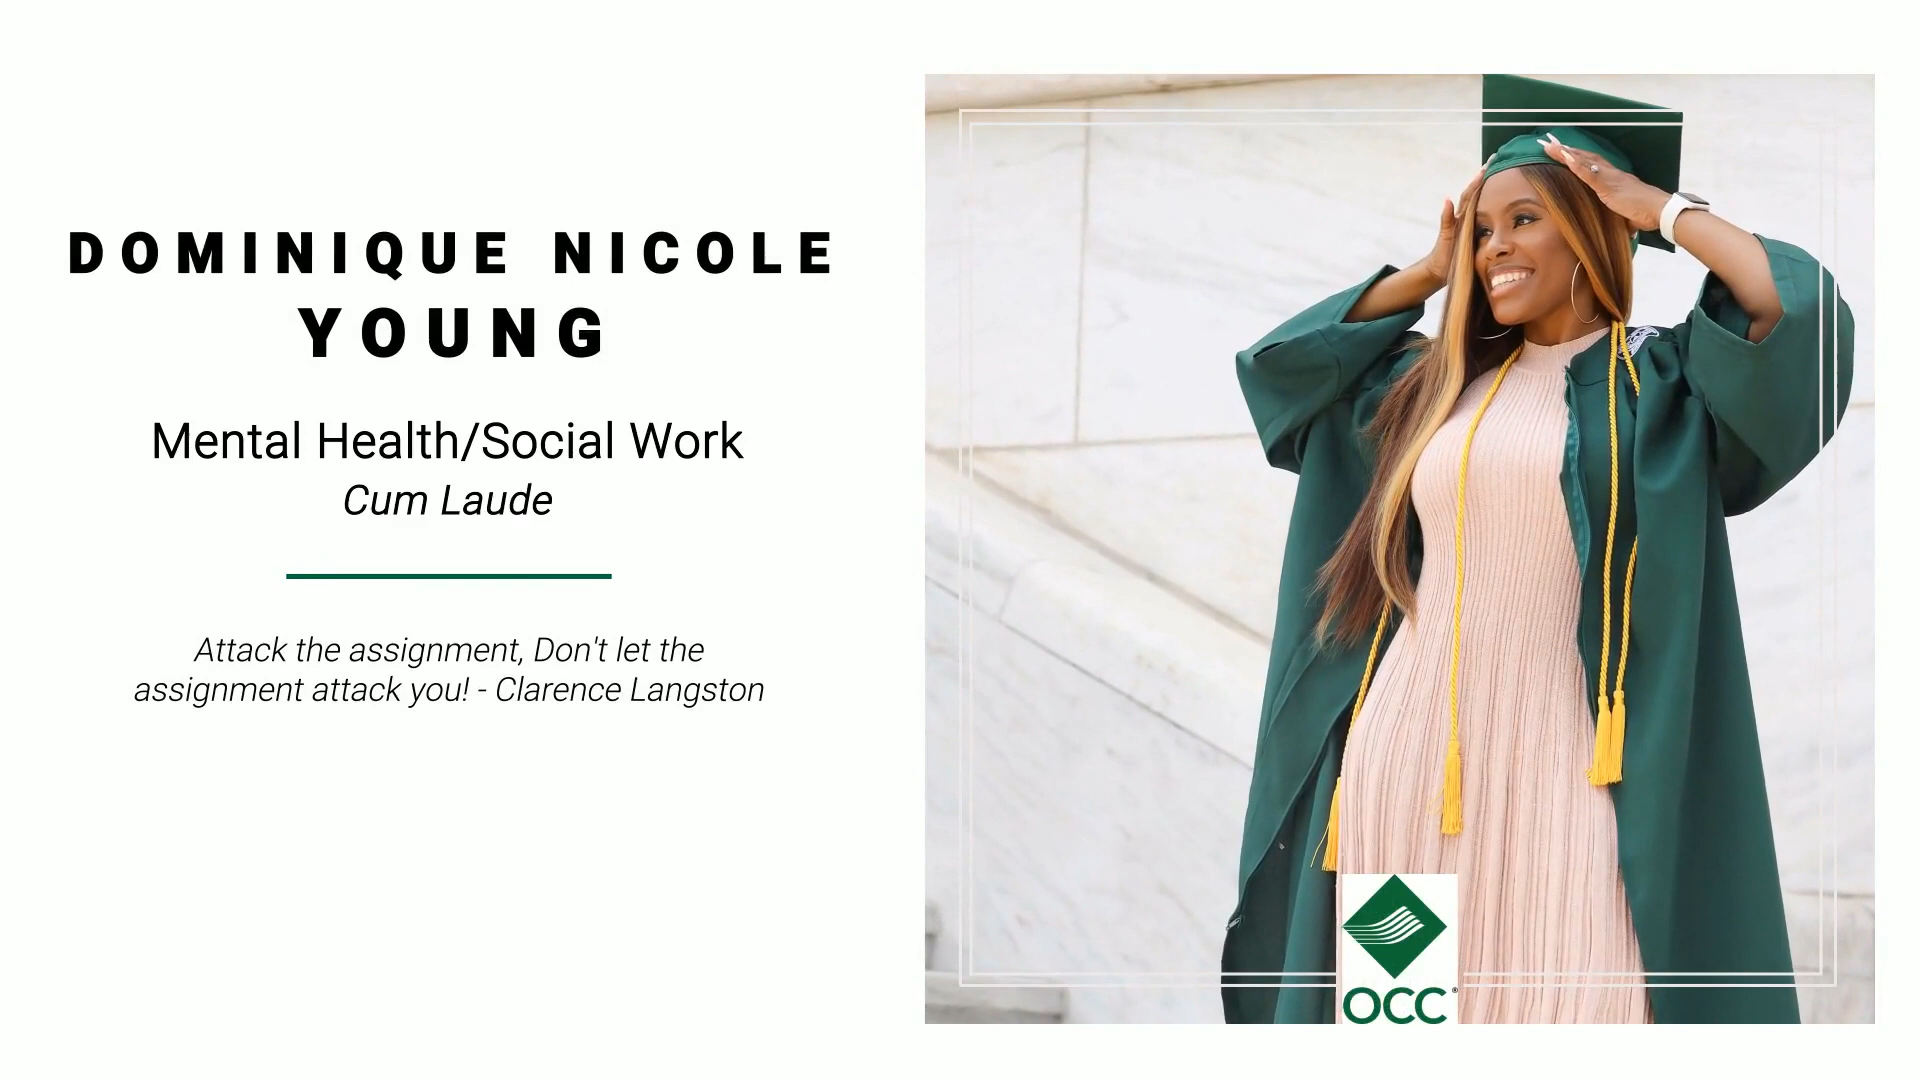 DOMINIQUE NICOLE
YOUNG
Mental Health/Social Work
Cum Laude
Attack the assignment, Don't let the
assignment attack you! - Clarence Langston
OCC®